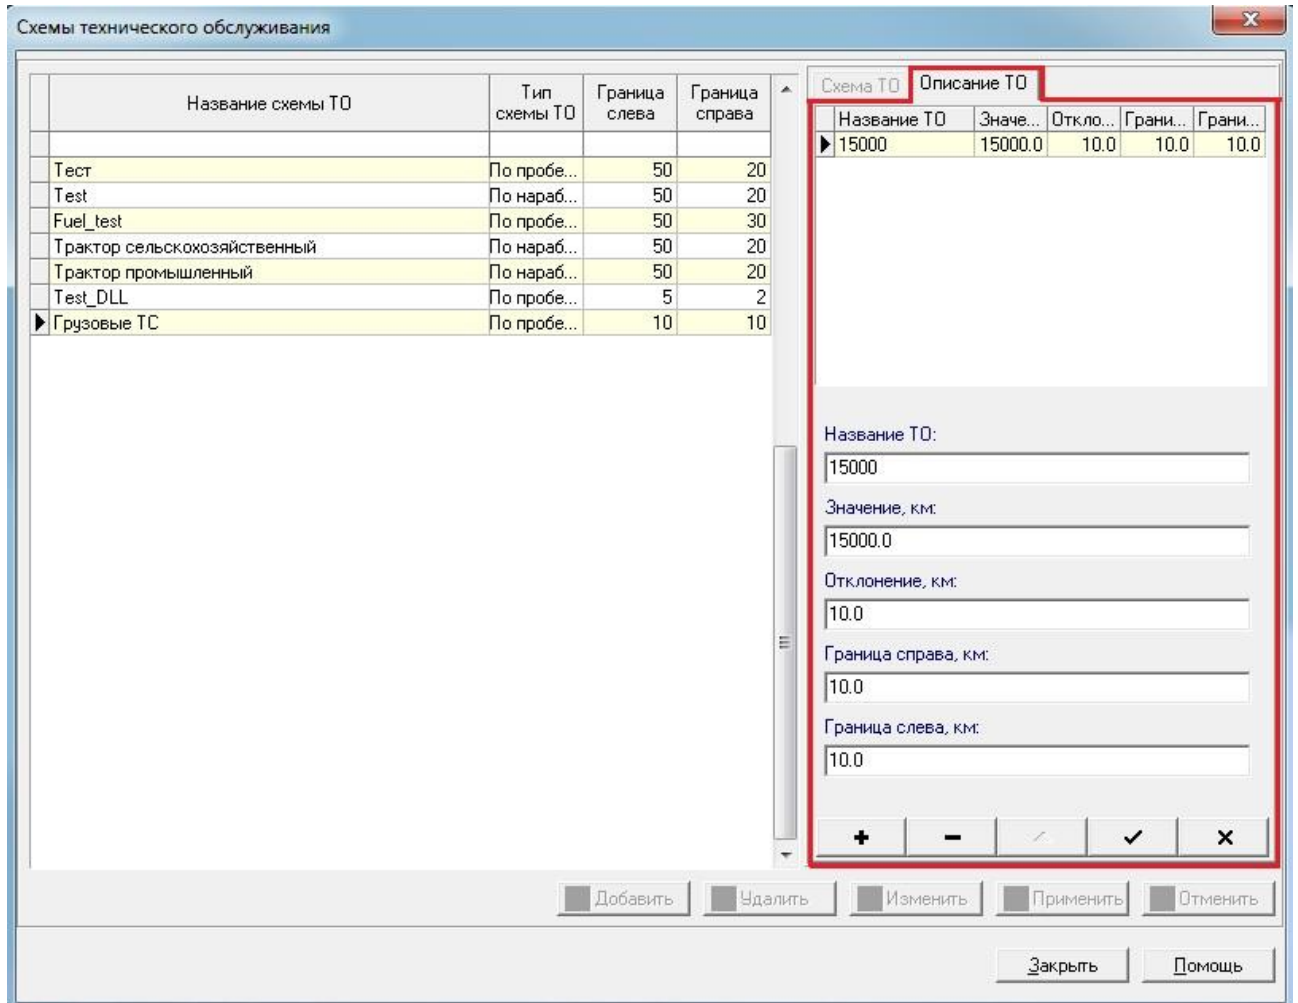 Схемы технического обслуживания
Название схемы ТО Тип схемы ТО Граница слева Граница справа
Тест По пробе... 50 20
Test По нараб... 50 20
Fuel_test По пробе... 50 30
Трактор сельскохозяйственный По нараб... 50 20
Трактор промышленный По нараб... 50 20
Test_DLL По пробе... 5 2
Грузовые ТС По пробе... 10 10
Схема ТО Описание ТО
Название ТО Значе... Откло... Грани... Грани...
15000 15000.0 10.0 10.0 10.0
Название ТО:
15000
Значение, км:
15000.0
Отклонение, км:
10.0
Граница справа, км:
10.0
Граница слева, км:
10.0
Добавить Удалить Изменить Применить Отменить
Закрыть Помощь